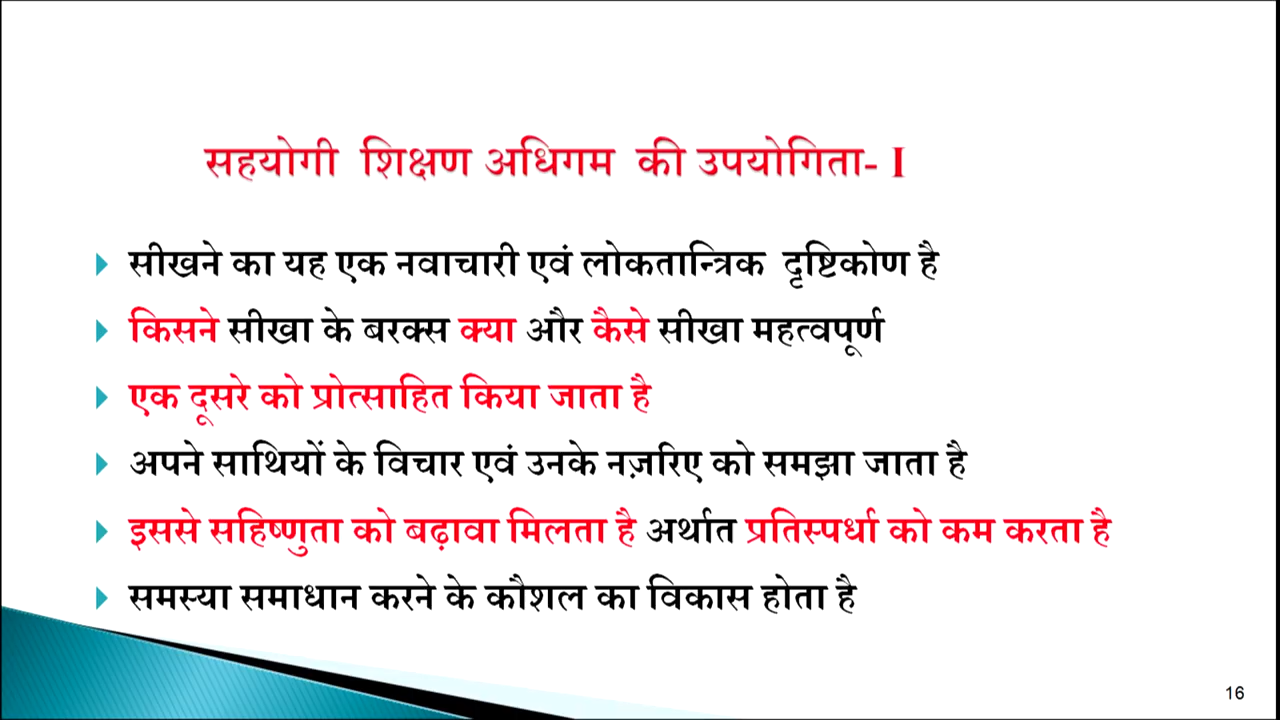 सहयोगी शिक्षण अधिगम की उपयोगिता- I
सीखने का यह एक नवाचारी एवं लोकतान्त्रिक दृष्टिकोण है
किसने सीखा के बरक्स क्या और कैसे सीखा महत्वपूर्ण
एक दूसरे को प्रोत्साहित किया जाता है
अपने साथियों के विचार एवं उनके नज़रिए को समझा जाता है
इससे सहिष्णुता को बढ़ावा मिलता है अर्थात प्रतिस्पर्धा को कम करता है
समस्या समाधान करने के कौशल का विकास होता है
16